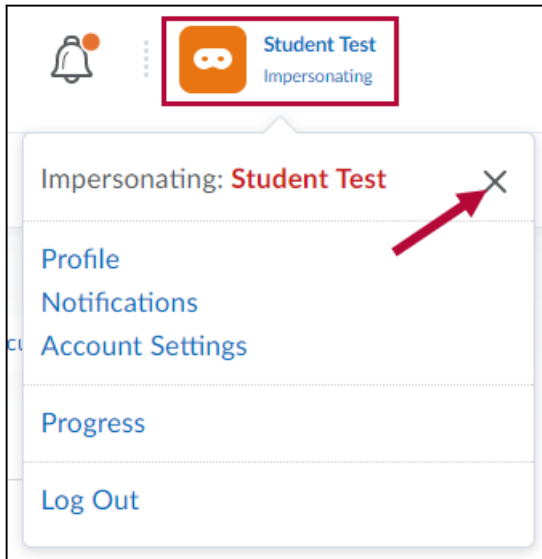 Student Test
Impersonating
Impersonating: Student Test
Profile
Notifications
Account Settings
Progress
Log Out